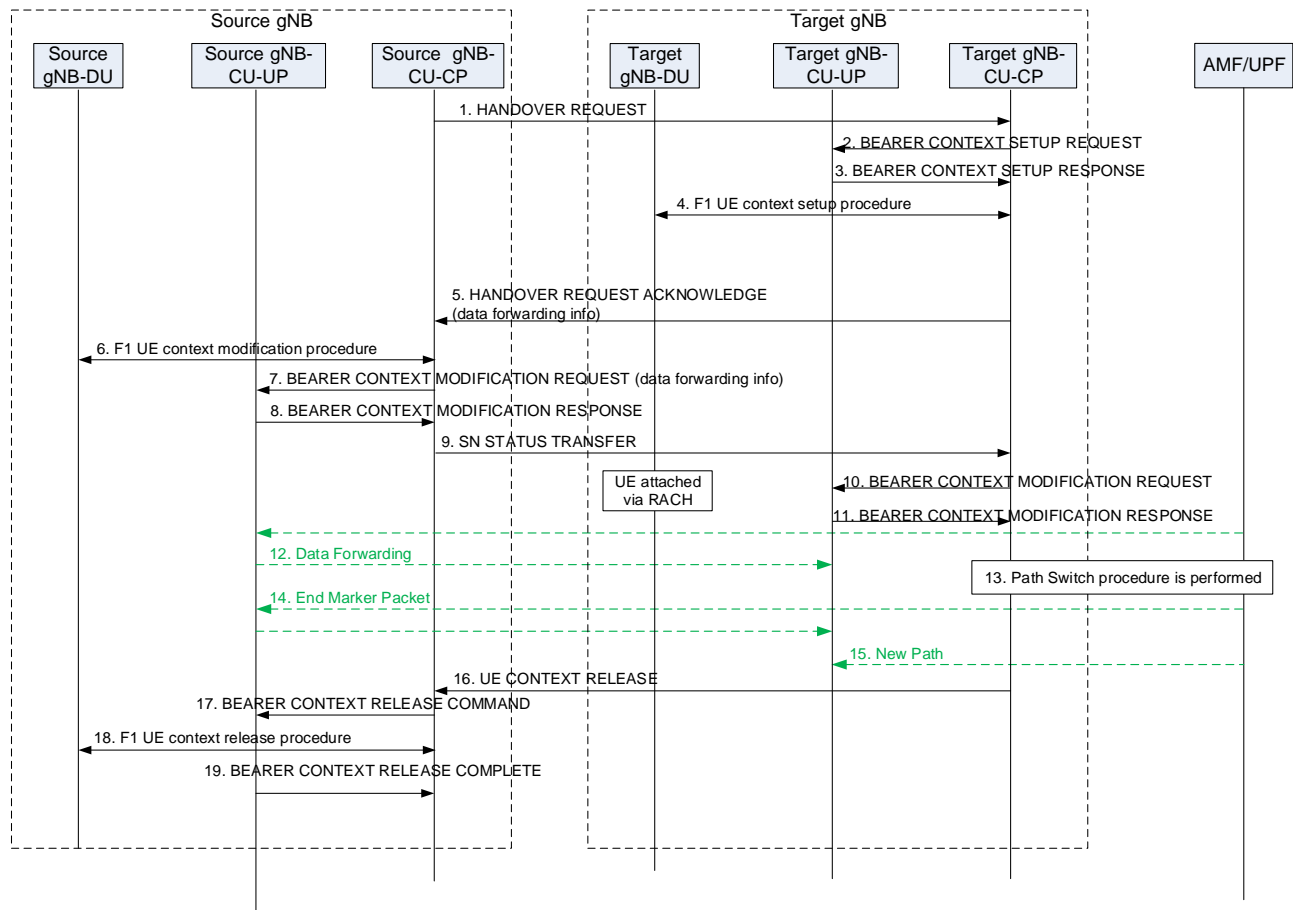 Source gNB
Target gNB
Source
gNB-DU
Source gNB-
CU-UP
Source gNB-
CU-CP
Target
gNB-DU
Target gNB-
CU-UP
Target gNB-
CU-CP
AMF/UPF
1. HANDOVER REQUEST
2. BEARER CONTEXT SETUP REQUEST
3. BEARER CONTEXT SETUP RESPONSE
4. F1 UE context setup procedure
5. HANDOVER REQUEST ACKNOWLEDGE
(data forwarding info)
6. F1 UE context modification procedure
7. BEARER CONTEXT MODIFICATION REQUEST (data forwarding info)
8. BEARER CONTEXT MODIFICATION RESPONSE
9. SN STATUS TRANSFER
UE attached
via RACH
10. BEARER CONTEXT MODIFICATION REQUEST
11. BEARER CONTEXT MODIFICATION RESPONSE
12. Data Forwarding
13. Path Switch procedure is performed
14. End Marker Packet
15. New Path
16. UE CONTEXT RELEASE
17. BEARER CONTEXT RELEASE COMMAND
18. F1 UE context release procedure
19. BEARER CONTEXT RELEASE COMPLETE